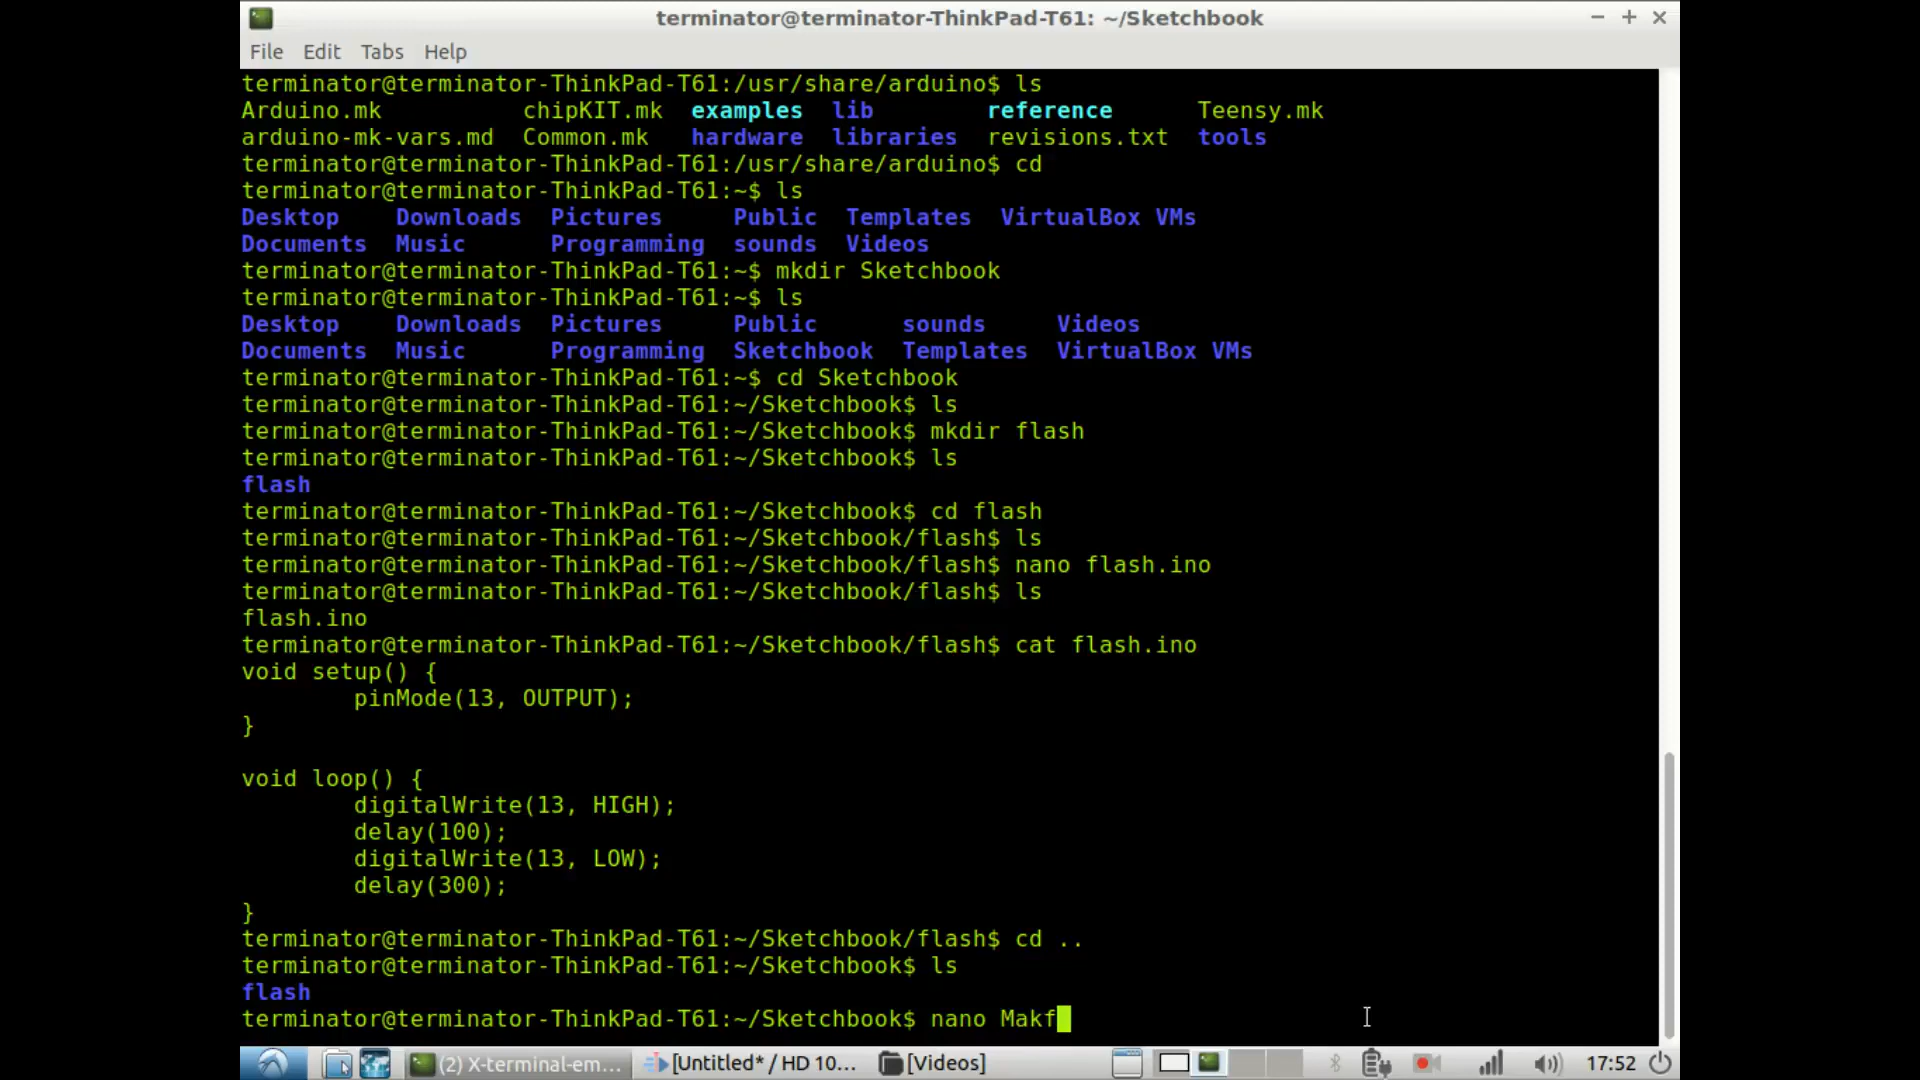 terminator@terminator-ThinkPad-T61: ~/Sketchbook
File Edit Tabs Help
terminator@terminator-ThinkPad-T61:/usr/share/arduino$ ls
Arduino.mk chipKIT.mk examples lib reference Teensy.mk
arduino-mk-vars.md Common.mk hardware libraries revisions.txt tools
terminator@terminator-ThinkPad-T61:/usr/share/arduino$ cd
terminator@terminator-ThinkPad-T61:~$ ls
Desktop Downloads Pictures Public Templates VirtualBox VMs
Documents Music Programming sounds Videos
terminator@terminator-ThinkPad-T61:~$ mkdir Sketchbook
terminator@terminator-ThinkPad-T61:~$ ls
Desktop Downloads Pictures Public sounds Videos
Documents Music Programming Sketchbook Templates VirtualBox VMs
terminator@terminator-ThinkPad-T61:~$ cd Sketchbook
terminator@terminator-ThinkPad-T61:~/Sketchbook$ ls
terminator@terminator-ThinkPad-T61:~/Sketchbook$ mkdir flash
terminator@terminator-ThinkPad-T61:~/Sketchbook$ ls
flash
terminator@terminator-ThinkPad-T61:~/Sketchbook$ cd flash
terminator@terminator-ThinkPad-T61:~/Sketchbook/flash$ ls
terminator@terminator-ThinkPad-T61:~/Sketchbook/flash$ nano flash.ino
terminator@terminator-ThinkPad-T61:~/Sketchbook/flash$ ls
flash.ino
terminator@terminator-ThinkPad-T61:~/Sketchbook/flash$ cat flash.ino
void setup() {
pinMode(13, OUTPUT);
}
void loop() {
digitalWrite(13, HIGH);
delay(100);
digitalWrite(13, LOW);
delay(300);
}
terminator@terminator-ThinkPad-T61:~/Sketchbook/flash$ cd ..
terminator@terminator-ThinkPad-T61:~/Sketchbook$ ls
flash
terminator@terminator-ThinkPad-T61:~/Sketchbook$ nano Makf
(2) X-terminal-em... [Untitled* / HD 10... [Videos] 17:52